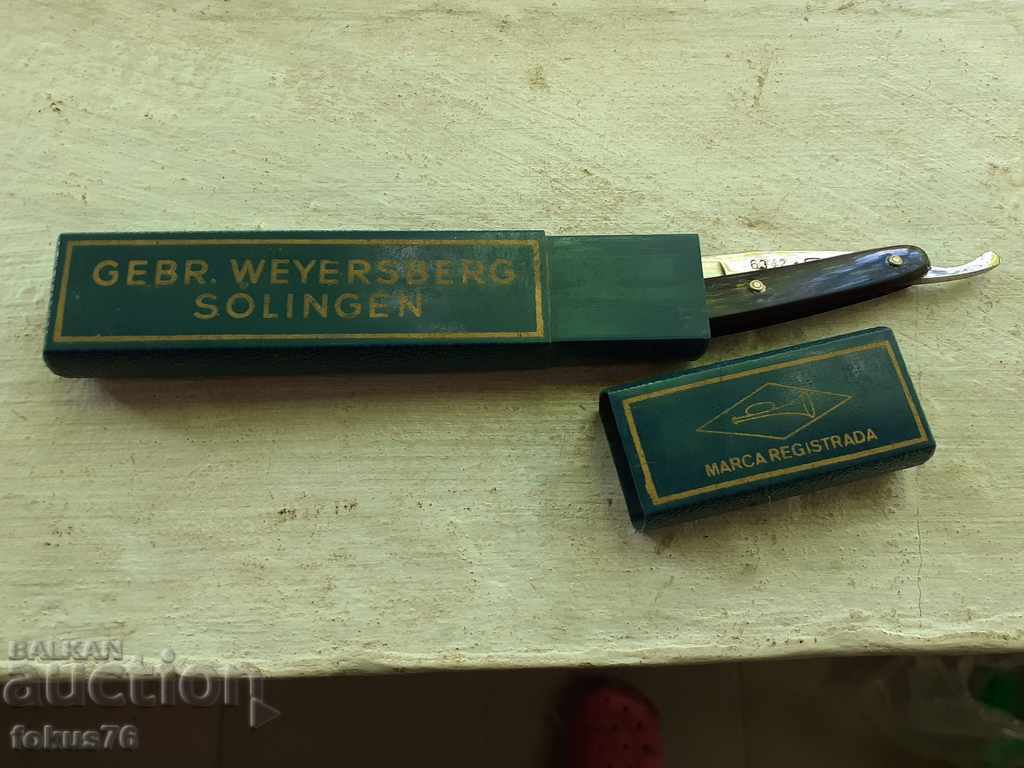 GEBR. WEYERSBERG
SOLINGEN
MARCA REGISTRADA
BALKAN
auction
fokus76